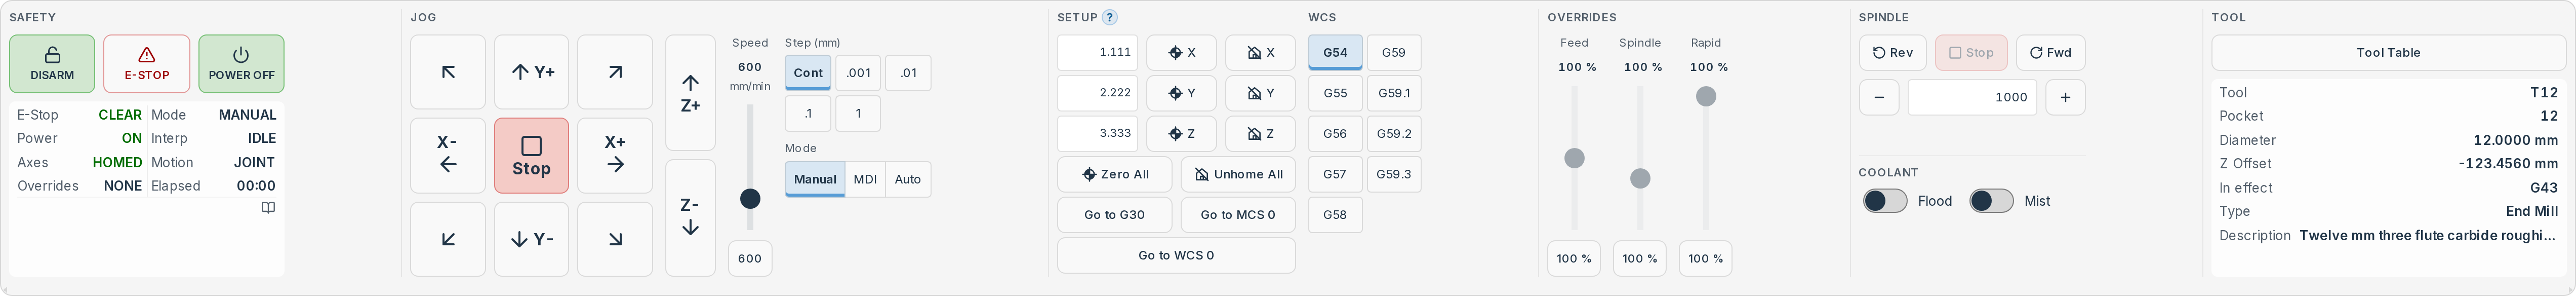 SAFETY
DISARM
E-STOP
POWER OFF
E-Stop CLEAR Mode MANUAL
Power ON Interp IDLE
Axes HOMED Motion JOINT
Overrides NONE Elapsed 00:00
JOG
Y+
X-
Stop
X+
Y-
Z+
Z-
Speed
600
mm/min
600
Step (mm)
Cont .001 .01
.1 1
Mode
Manual MDI Auto
SETUP ?
1.111 X X
2.222 Y Y
3.333 Z Z
Zero All Unhome All
Go to G30 Go to MCS 0
Go to WCS 0
WCS
G54 G59
G55 G59.1
G56 G59.2
G57 G59.3
G58
OVERRIDES
Feed Spindle Rapid
100 % 100 % 100 %
100 % 100 % 100 %
SPINDLE
Rev Stop Fwd
− 1000 +
COOLANT
Flood Mist
TOOL
Tool Table
Tool T12
Pocket 12
Diameter 12.0000 mm
Z Offset -123.4560 mm
In effect G43
Type End Mill
Description Twelve mm three flute carbide roughi...